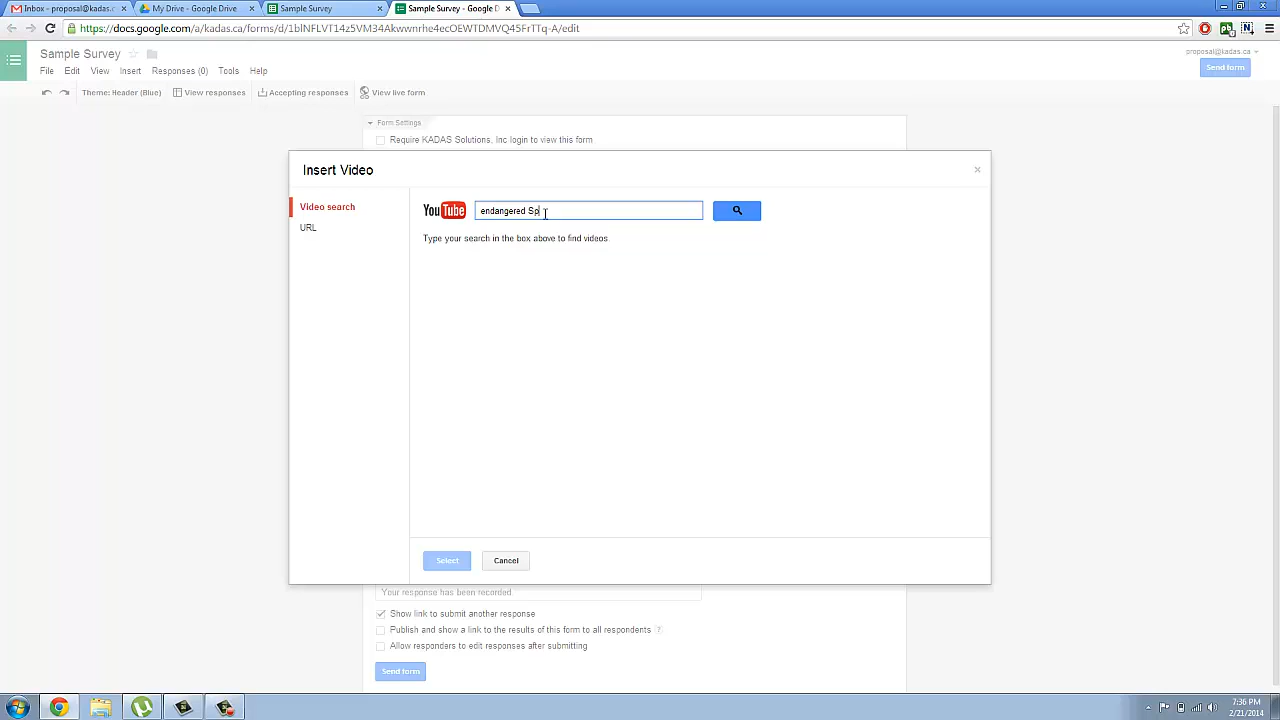 Inbox - proposal@kadas.c
My Drive - Google Drive
Sample Survey
Sample Survey - Google D
https://docs.google.com/a/kadas.ca/forms/d/1blNFLVT14z5VM34Akwwnrhe4ecOEWTDMVQ45FrTTq-A/edit
Sample Survey
proposal@kadas.ca
File Edit View Insert Responses (0) Tools Help
Send form
Theme: Header (Blue) View responses Accepting responses View live form
Form Settings
Require KADAS Solutions, Inc login to view this form
Insert Video
Video search
YouTube endangered Sp
URL
Type your search in the box above to find videos
Select Cancel
Your response has been recorded.
Show link to submit another response
Publish and show a link to the results of this form to all respondents ?
Allow responders to edit responses after submitting
Send form
7:36 PM
2/21/2014